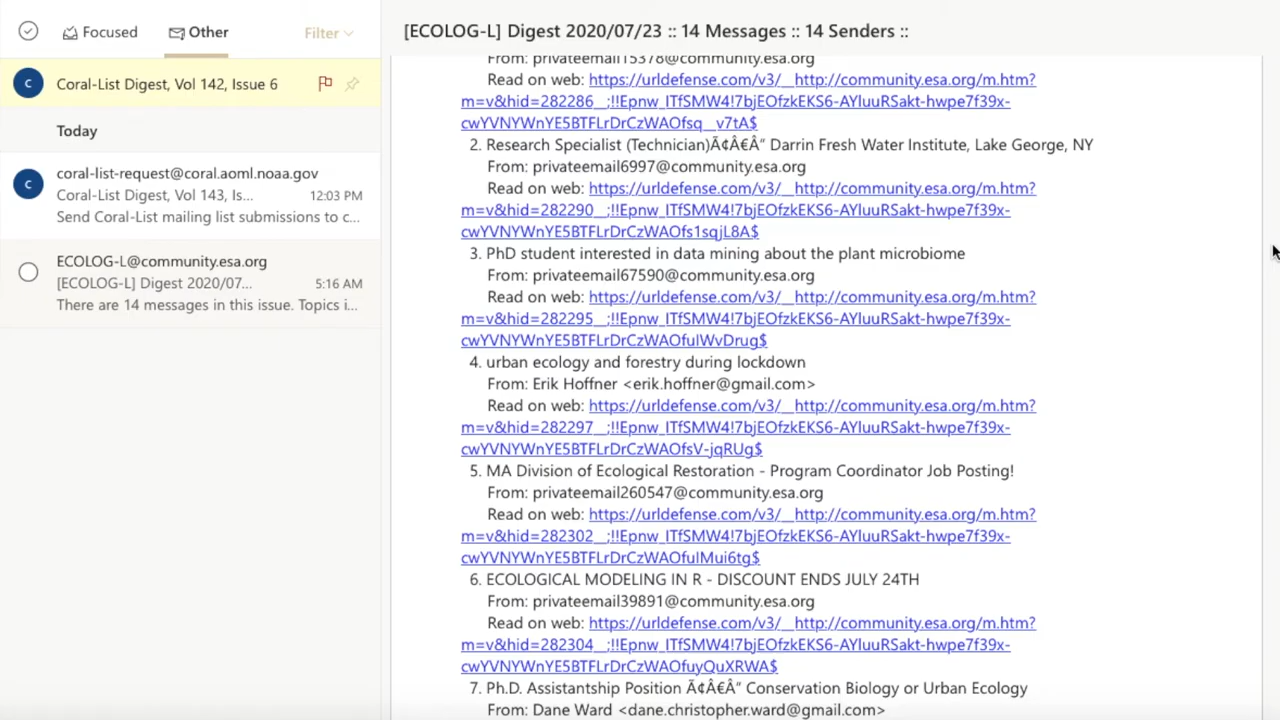 Focused
Other
Filter
C
Coral-List Digest, Vol 142, Issue 6
Today
C
coral-list-request@coral.aoml.noaa.gov
Coral-List Digest, Vol 143, Is...
12:03 PM
Send Coral-List mailing list submissions to c...
ECOLOG-L@community.esa.org
[ECOLOG-L] Digest 2020/07...
5:16 AM
There are 14 messages in this issue. Topics i...
[ECOLOG-L] Digest 2020/07/23 :: 14 Messages :: 14 Senders ::
From: privateemail15378@community.esa.org
Read on web: https://urldefense.com/v3/__http://community.esa.org/m.htm?
m=v&hid=282286__;!!Epnw_ITfSMW4!7bjEOfzkEKS6-AYluuRSakt-hwpe7f39x-
cwYVNYWnYE5BTFLrDrCzWAOfsq__v7tA$
2. Research Specialist (Technician)Ã¢Â€Â“ Darrin Fresh Water Institute, Lake George, NY
From: privateemail6997@community.esa.org
Read on web: https://urldefense.com/v3/__http://community.esa.org/m.htm?
m=v&hid=282290__;!!Epnw_ITfSMW4!7bjEOfzkEKS6-AYluuRSakt-hwpe7f39x-
cwYVNYWnYE5BTFLrDrCzWAOfs1sqjL8A$
3. PhD student interested in data mining about the plant microbiome
From: privateemail67590@community.esa.org
Read on web: https://urldefense.com/v3/__http://community.esa.org/m.htm?
m=v&hid=282295__;!!Epnw_ITfSMW4!7bjEOfzkEKS6-AYluuRSakt-hwpe7f39x-
cwYVNYWnYE5BTFLrDrCzWAOfuIWvDrug$
4. urban ecology and forestry during lockdown
From: Erik Hoffner <erik.hoffner@gmail.com>
Read on web: https://urldefense.com/v3/__http://community.esa.org/m.htm?
m=v&hid=282297__;!!Epnw_ITfSMW4!7bjEOfzkEKS6-AYluuRSakt-hwpe7f39x-
cwYVNYWnYE5BTFLrDrCzWAOfsV-jqRUg$
5. MA Division of Ecological Restoration - Program Coordinator Job Posting!
From: privateemail260547@community.esa.org
Read on web: https://urldefense.com/v3/__http://community.esa.org/m.htm?
m=v&hid=282302__;!!Epnw_ITfSMW4!7bjEOfzkEKS6-AYluuRSakt-hwpe7f39x-
cwYVNYWnYE5BTFLrDrCzWAOfuIMui6tg$
6. ECOLOGICAL MODELING IN R - DISCOUNT ENDS JULY 24TH
From: privateemail39891@community.esa.org
Read on web: https://urldefense.com/v3/__http://community.esa.org/m.htm?
m=v&hid=282304__;!!Epnw_ITfSMW4!7bjEOfzkEKS6-AYluuRSakt-hwpe7f39x-
cwYVNYWnYE5BTFLrDrCzWAOfuyQuXRWA$
7. Ph.D. Assistantship Position Ã¢Â€Â“ Conservation Biology or Urban Ecology
From: Dane Ward <dane.christopher.ward@gmail.com>